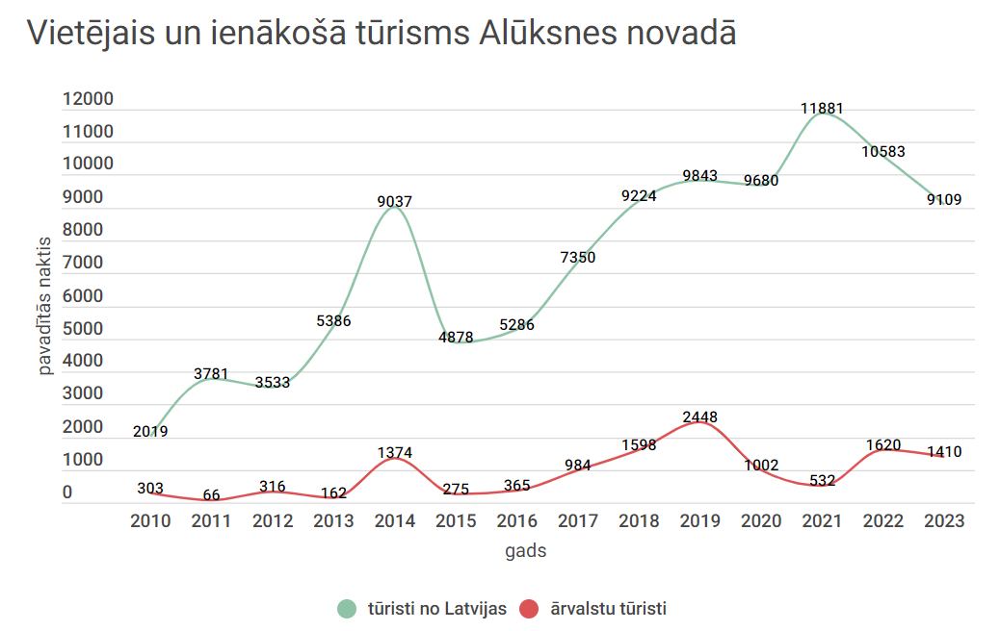 Vietējais un ienākošā tūrisms Alūksnes novadā
12000
11000
10000
9000
8000
7000
6000
5000
4000
3000
2000
1000
0
pavadītās naktis
2019 3781 3533 5386 9037 4878 5286 7350 9224 9843 9680 11881 10583 9109
303 66 316 162 1374 275 365 984 1598 2448 1002 532 1620 1410
2010 2011 2012 2013 2014 2015 2016 2017 2018 2019 2020 2021 2022 2023
gads
tūristi no Latvijas ārvalstu tūristi